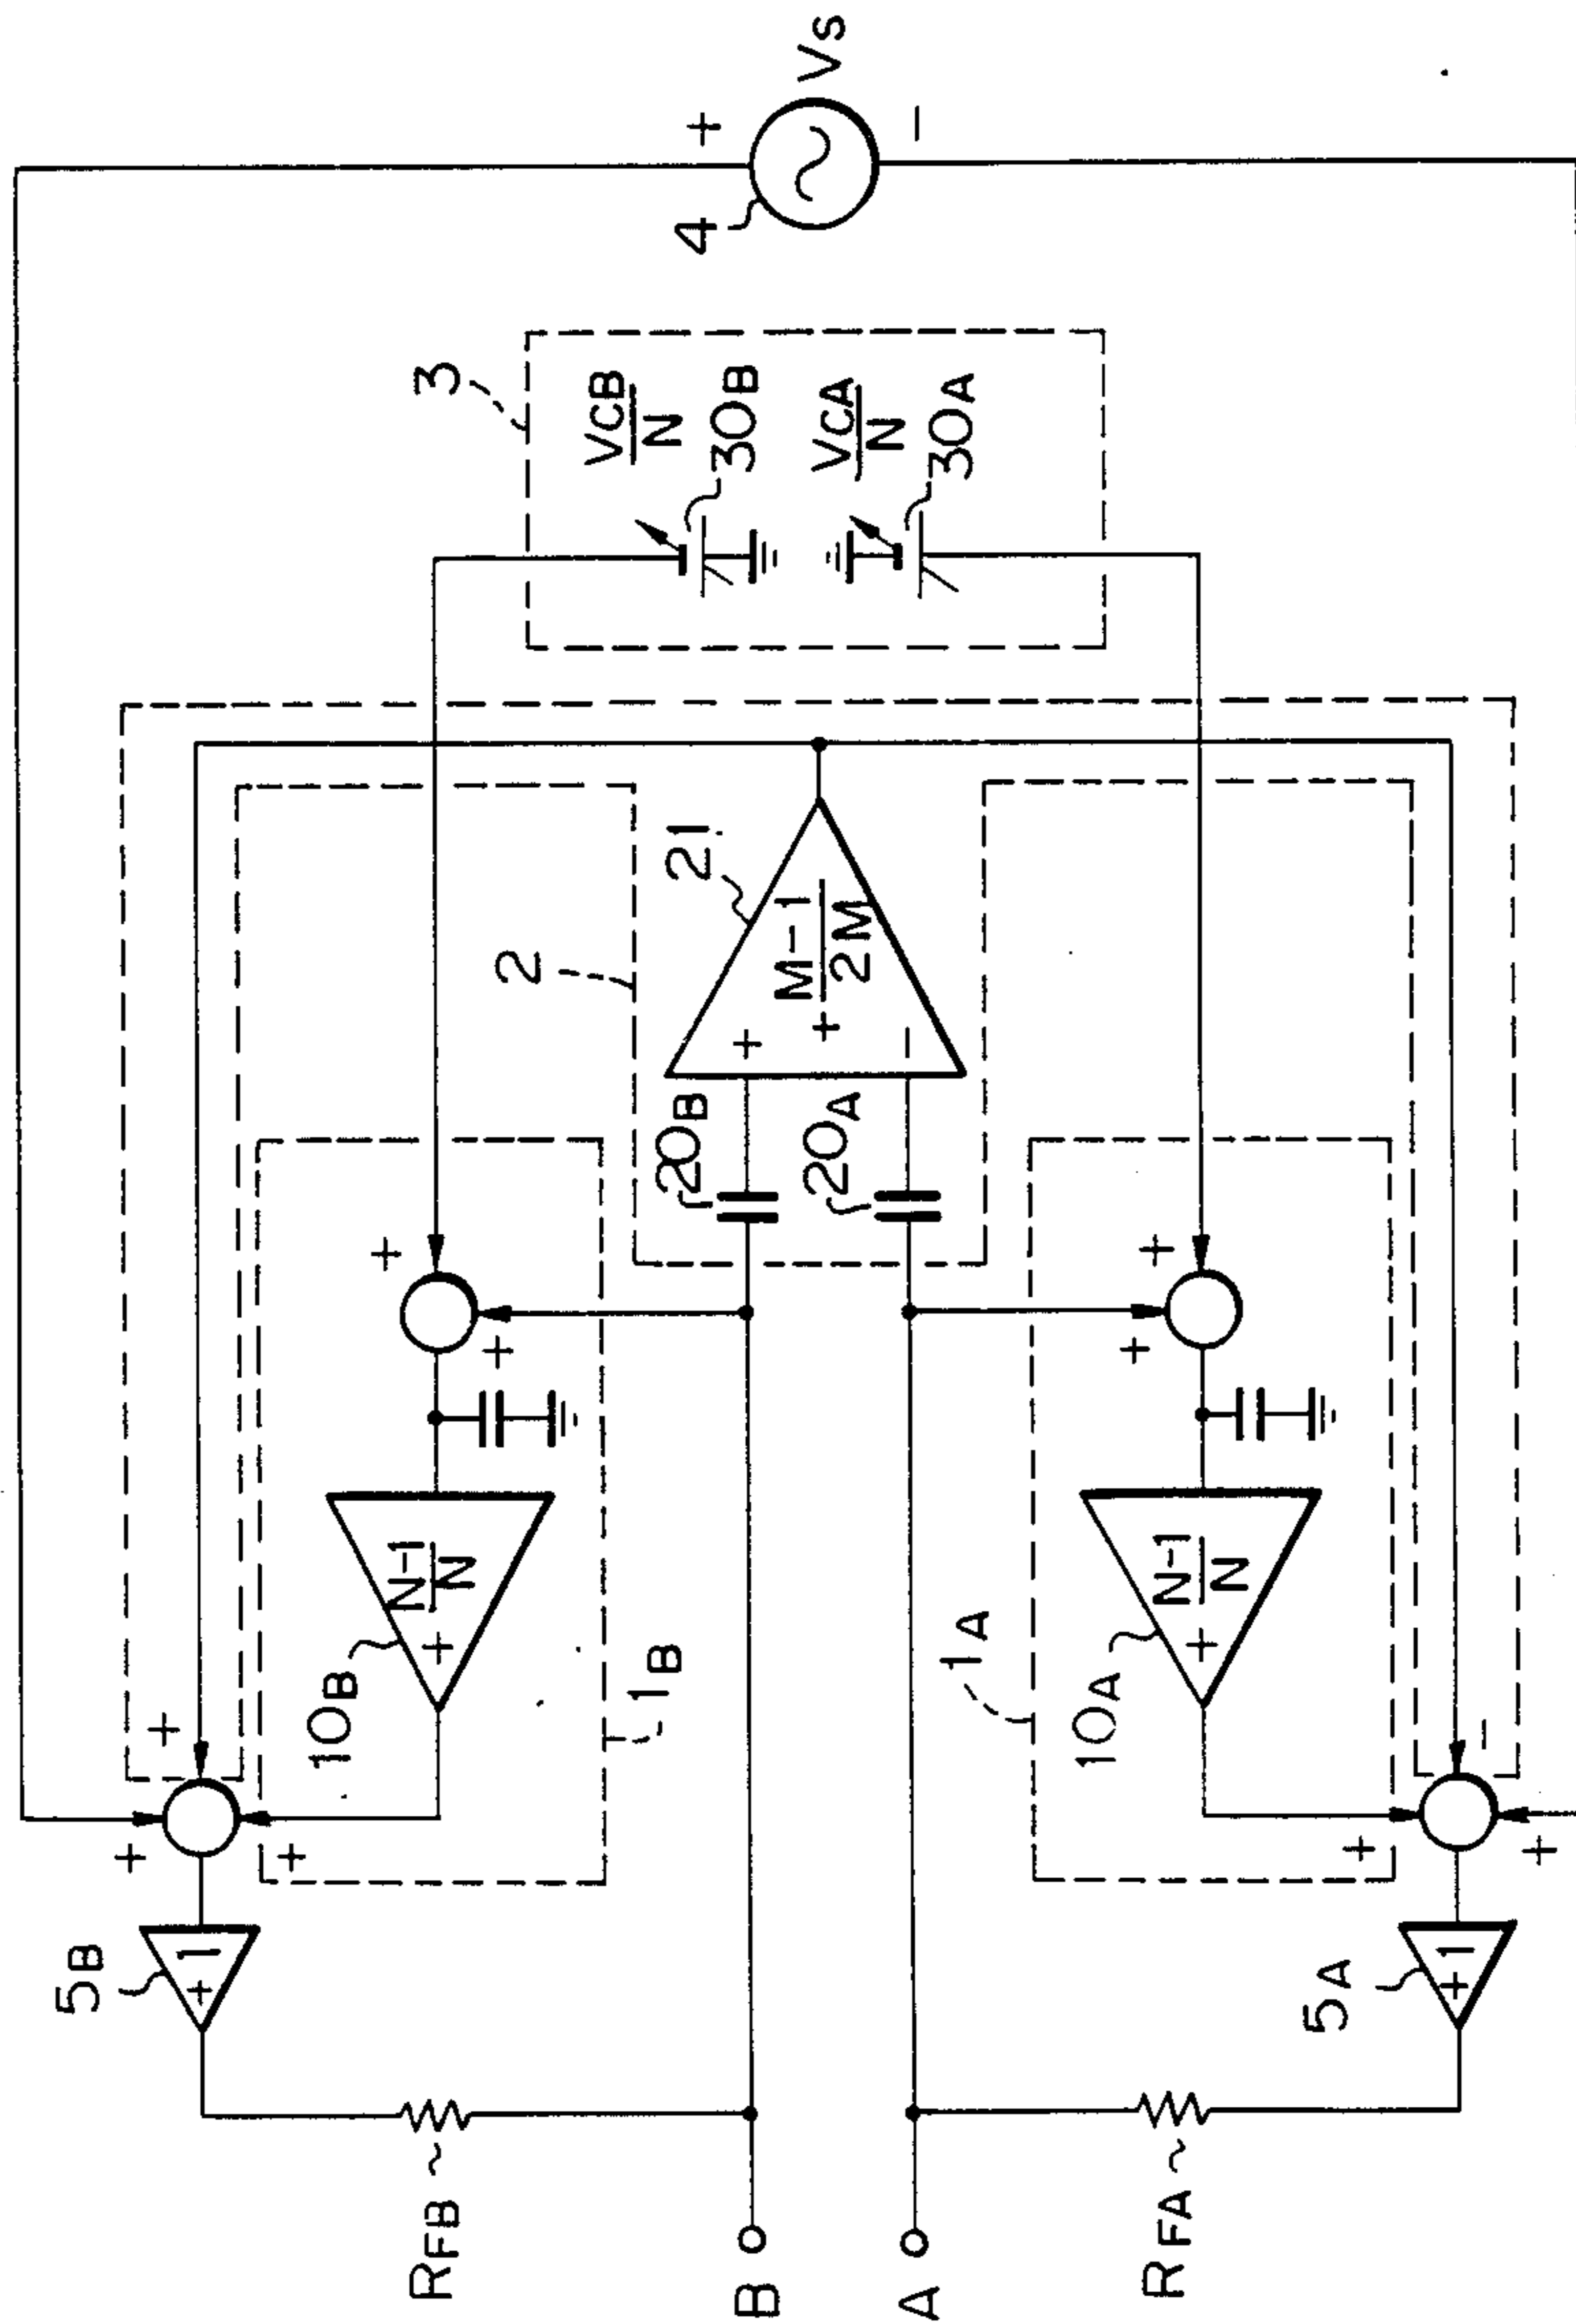 +
Vs
4
−
3
VCB
N
30B
VCA
N
30A
2
21
M-1
2M
+
+
−
20B
20A
+
+
+
+
N-1
N
+
10B
1B
N-1
N
+
10A
1A
+
+
+
−
+
+
5B
+1
5A
+1
RFB
B
A
RFA